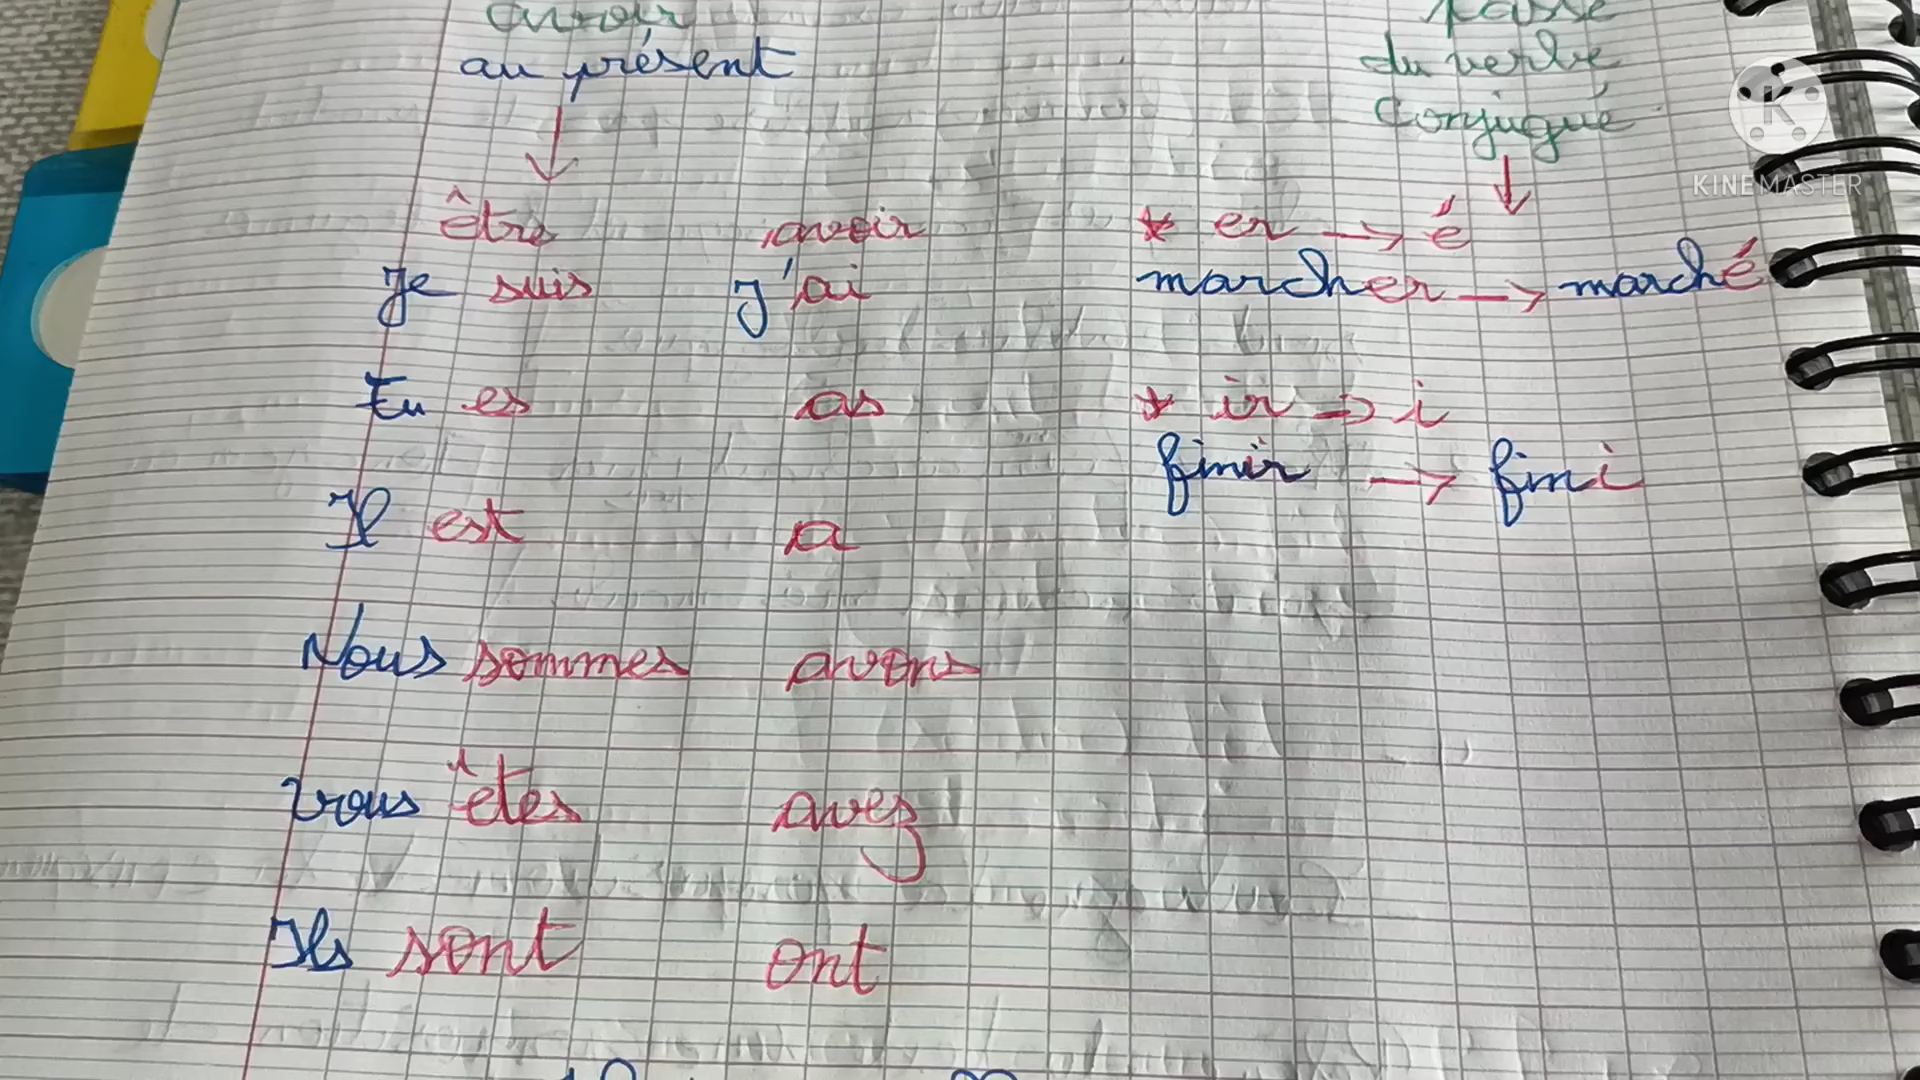 avoir
au présent
passé
du verbe
conjugué
être avoir
Je suis j'ai
Tu es as
Il est a
Nous sommes avons
Vous êtes avez
Ils sont ont
* er → é
marcher → marché
* ir → i
finir → fini
KINEMASTER